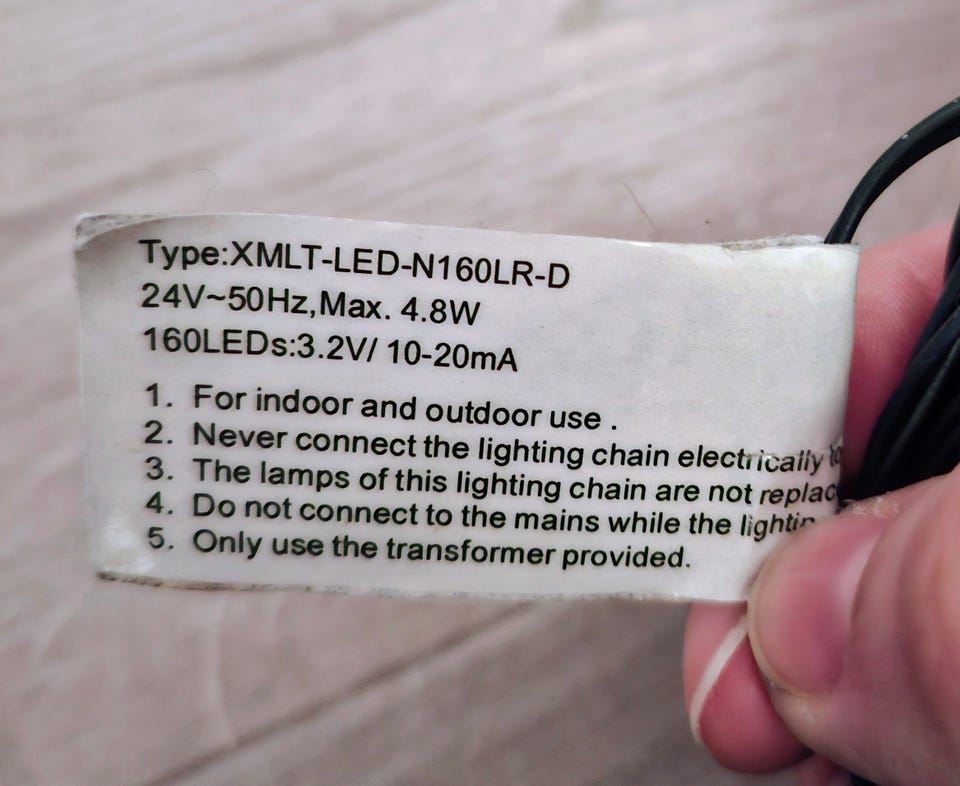 Type:XMLT-LED-N160LR-D
24V~50Hz,Max. 4.8W
160LEDs:3.2V/ 10-20mA
1. For indoor and outdoor use .
2. Never connect the lighting chain electrically to
3. The lamps of this lighting chain are not
4. Do not connect to the mains while the
5. Only use the transformer provided.